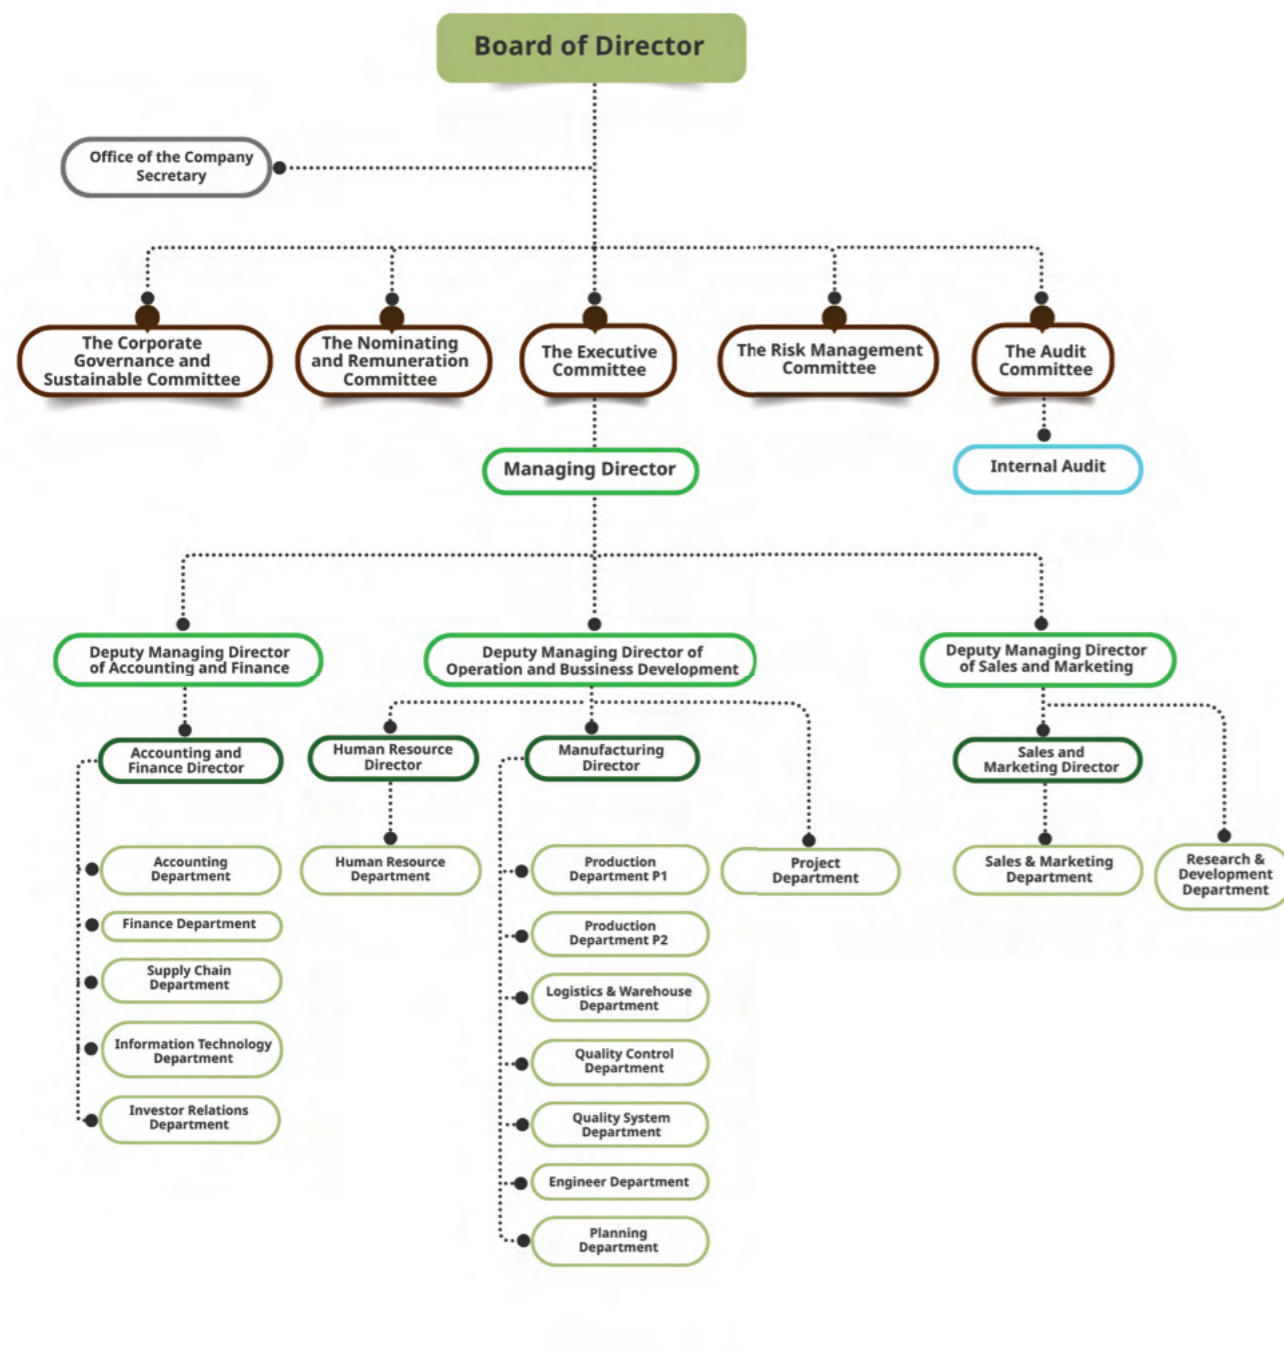 Board of Director
Office of the Company
Secretary
The Corporate
Governance and
Sustainable Committee
The Nominating
and Remuneration
Committee
The Executive
Committee
The Risk Management
Committee
The Audit
Committee
Managing Director
Internal Audit
Deputy Managing Director
of Accounting and Finance
Deputy Managing Director of
Operation and Bussiness Development
Deputy Managing Director
of Sales and Marketing
Accounting and
Finance Director
Human Resource
Director
Manufacturing
Director
Sales and
Marketing Director
Accounting
Department
Human Resource
Department
Production
Department P1
Project
Department
Sales & Marketing
Department
Research &
Development
Department
Finance Department
Production
Department P2
Supply Chain
Department
Logistics & Warehouse
Department
Information Technology
Department
Quality Control
Department
Investor Relations
Department
Quality System
Department
Engineer Department
Planning
Department